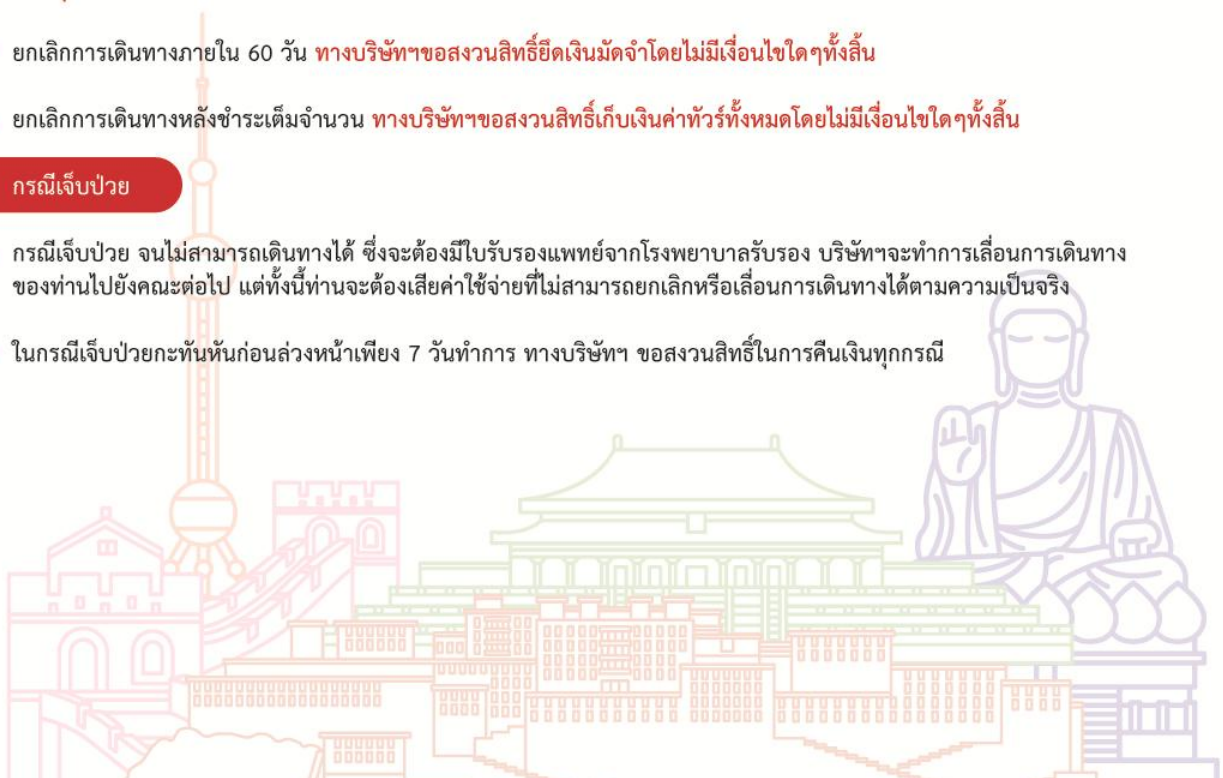 ยกเลิกการเดินทางภายใน 60 วัน ทางบริษัทฯขอสงวนสิทธิ์ยึดเงินมัดจำโดยไม่มีเงื่อนไขใดๆทั้งสิ้น
ยกเลิกการเดินทางหลังชำระเต็มจำนวน ทางบริษัทฯขอสงวนสิทธิ์เก็บเงินค่าทัวร์ทั้งหมดโดยไม่มีเงื่อนไขใดๆทั้งสิ้น
กรณีเจ็บป่วย
กรณีเจ็บป่วย จนไม่สามารถเดินทางได้ ซึ่งจะต้องมีใบรับรองแพทย์จากโรงพยาบาลรับรอง บริษัทฯจะทำการเลื่อนการเดินทาง
ของท่านไปยังคณะต่อไป แต่ทั้งนี้ท่านจะต้องเสียค่าใช้จ่ายที่ไม่สามารถยกเลิกหรือเลื่อนการเดินทางได้ตามความเป็นจริง
ในกรณีเจ็บป่วยกะทันหันก่อนล่วงหน้าเพียง 7 วันทำการ ทางบริษัทฯ ขอสงวนสิทธิ์ในการคืนเงินทุกกรณี